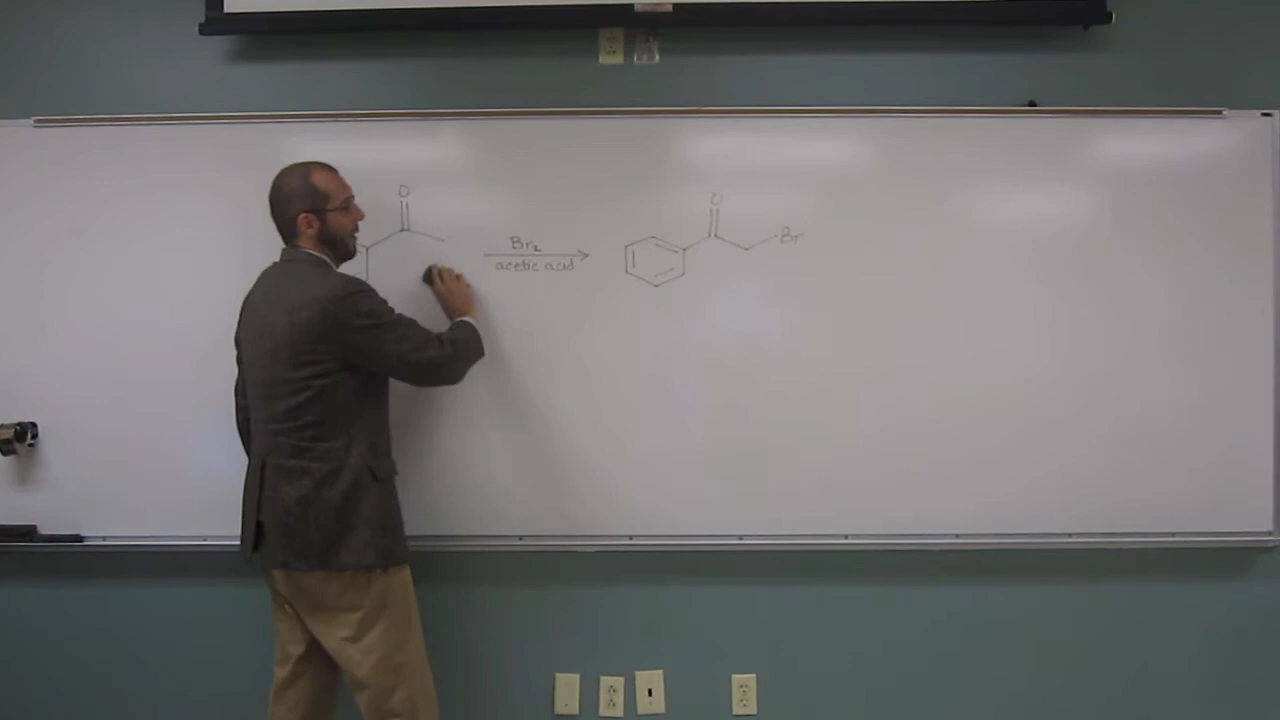 O
Br₂
acetic acid
O
Br